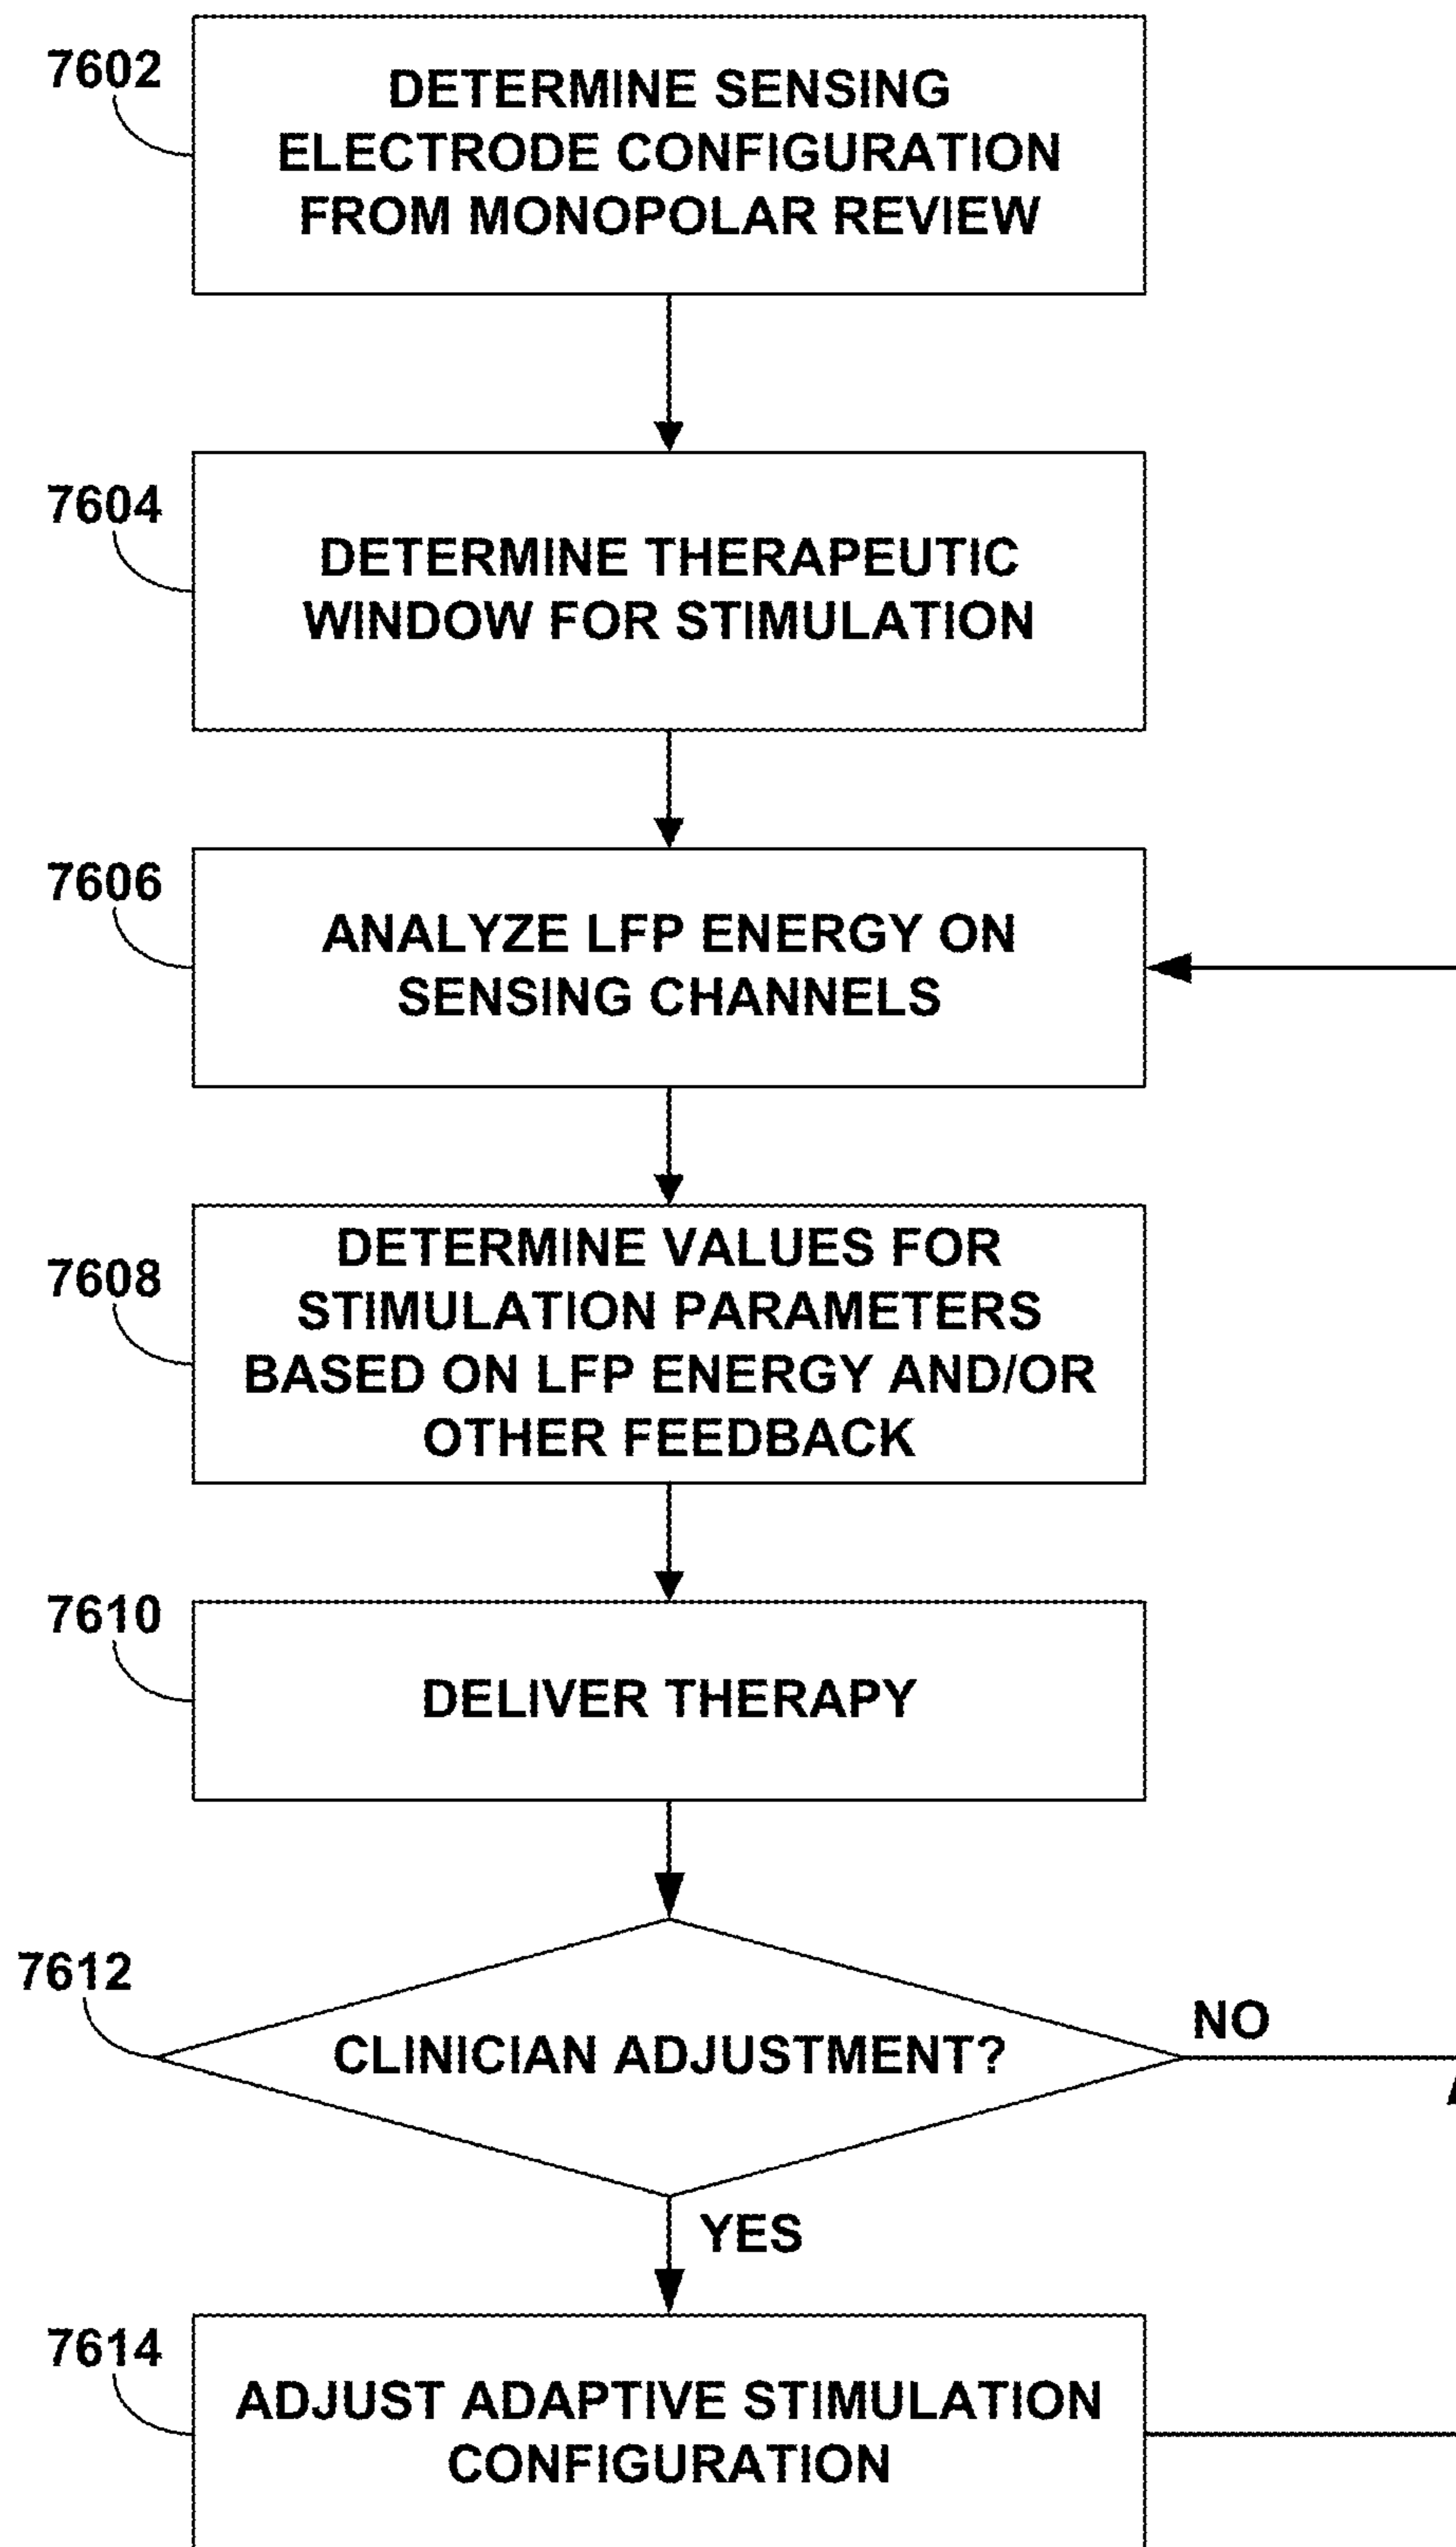 7602
DETERMINE SENSING
ELECTRODE CONFIGURATION
FROM MONOPOLAR REVIEW
7604
DETERMINE THERAPEUTIC
WINDOW FOR STIMULATION
7606
ANALYZE LFP ENERGY ON
SENSING CHANNELS
7608
DETERMINE VALUES FOR
STIMULATION PARAMETERS
BASED ON LFP ENERGY AND/OR
OTHER FEEDBACK
7610
DELIVER THERAPY
7612
CLINICIAN ADJUSTMENT?
NO
YES
7614
ADJUST ADAPTIVE STIMULATION
CONFIGURATION